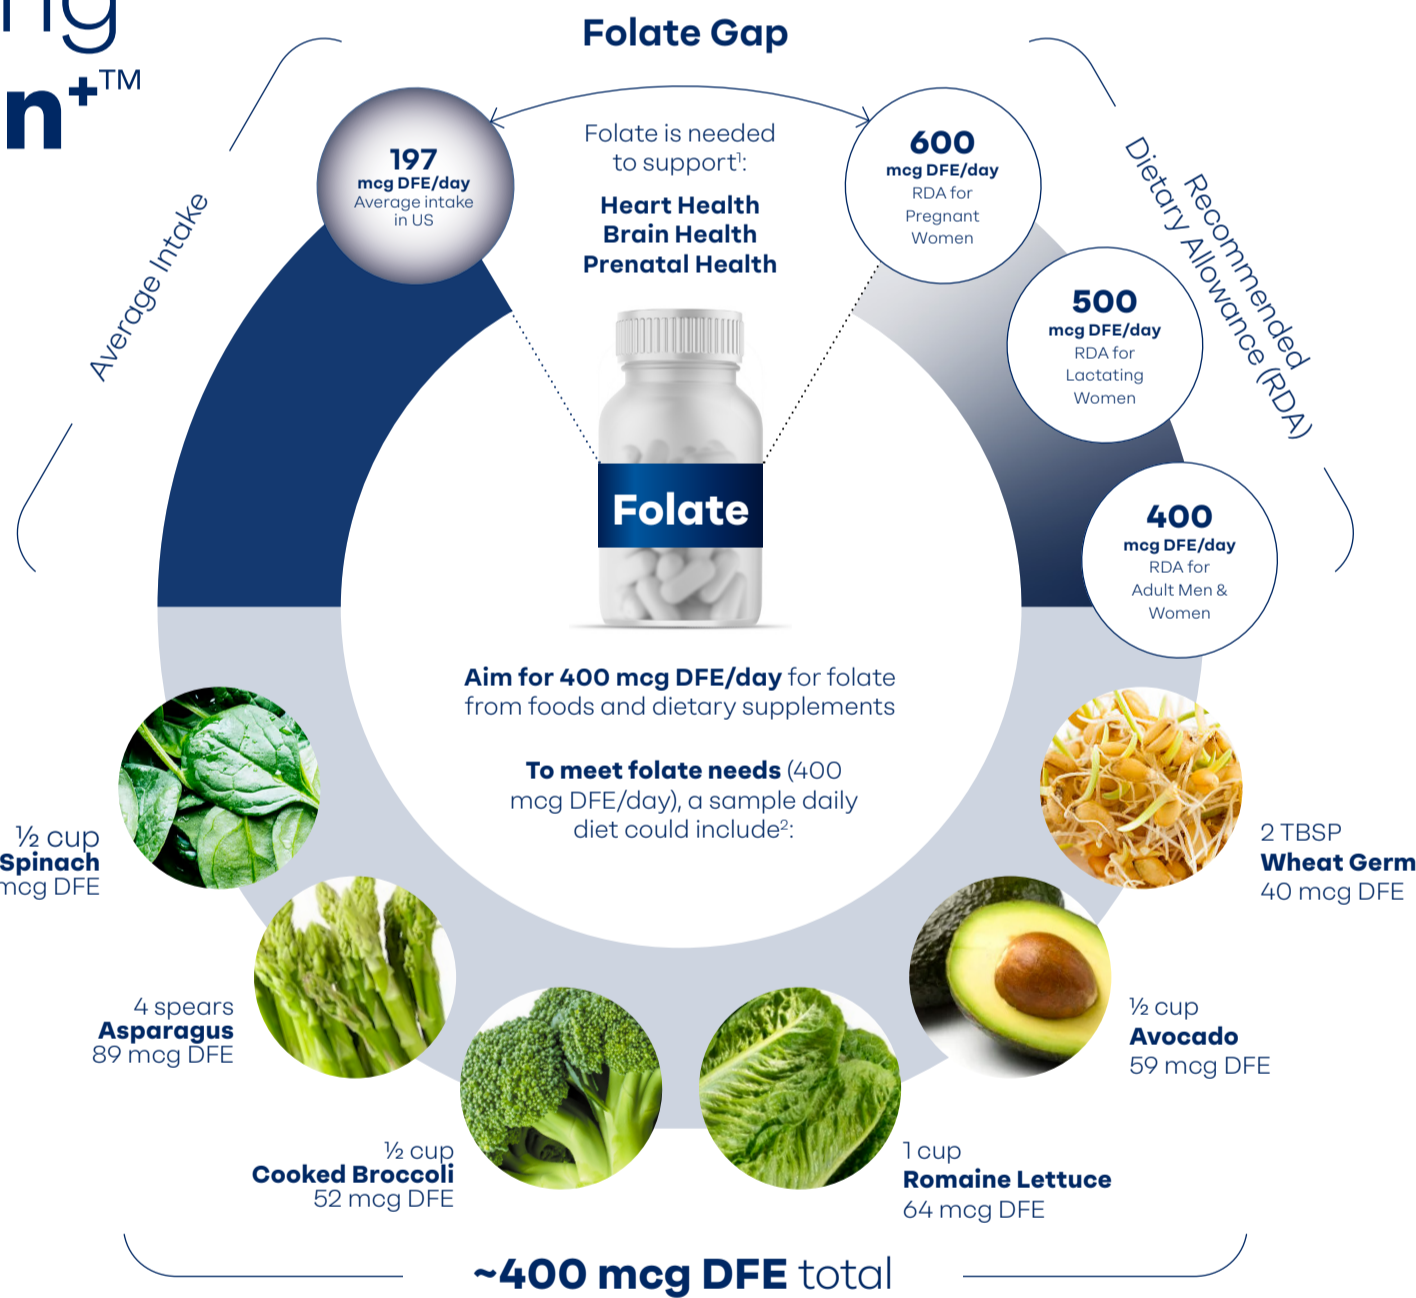 ng
n+™
Folate Gap
Average Intake
197
mcg DFE/day
Average intake
in US
Folate is needed
to support¹:
Heart Health
Brain Health
Prenatal Health
600
mcg DFE/day
RDA for
Pregnant
Women
500
mcg DFE/day
RDA for
Lactating
Women
400
mcg DFE/day
RDA for
Adult Men &
Women
Recommended
Dietary Allowance (RDA)
Folate
Aim for 400 mcg DFE/day for folate
from foods and dietary supplements
To meet folate needs (400
mcg DFE/day), a sample daily
diet could include²:
½ cup
Spinach
mcg DFE
4 spears
Asparagus
89 mcg DFE
½ cup
Cooked Broccoli
52 mcg DFE
1 cup
Romaine Lettuce
64 mcg DFE
½ cup
Avocado
59 mcg DFE
2 TBSP
Wheat Germ
40 mcg DFE
~400 mcg DFE total